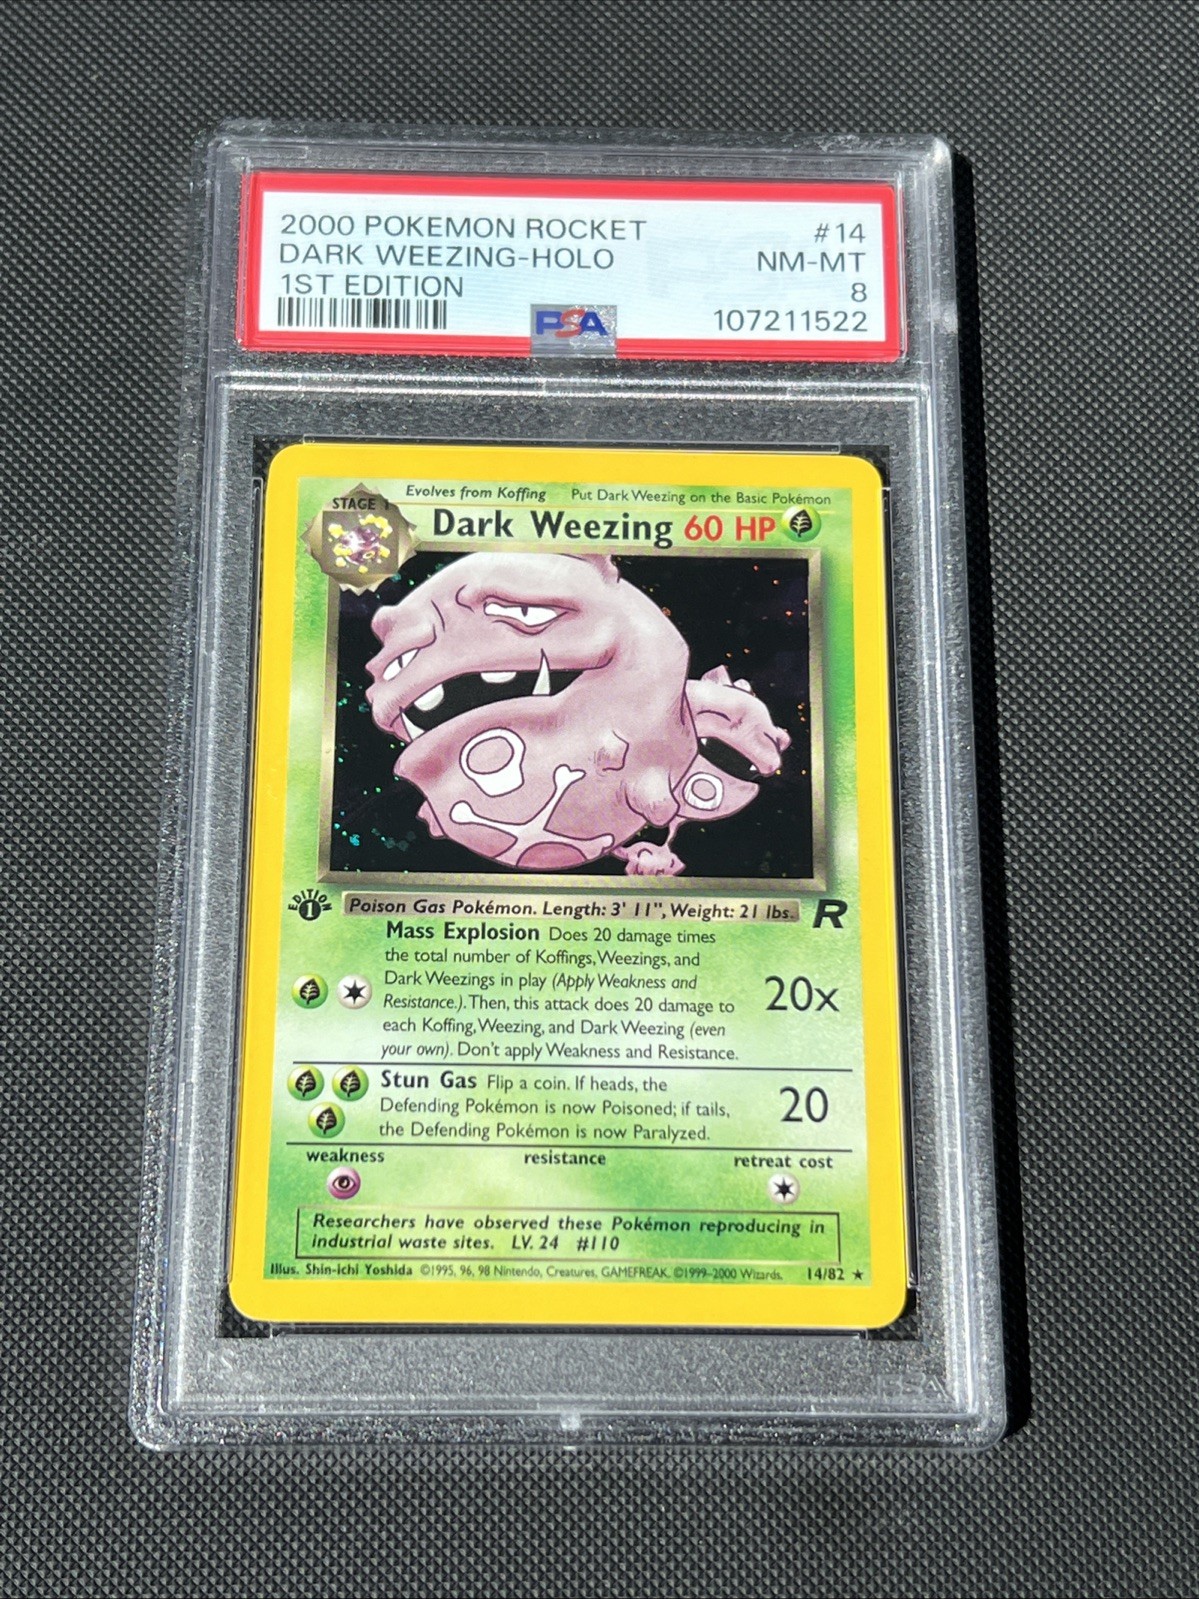 2000 POKEMON ROCKET #14
DARK WEEZING-HOLO NM-MT
1ST EDITION 8
PSA 107211522
Evolves from Koffing Put Dark Weezing on the Basic Pokémon
STAGE 1
Dark Weezing 60 HP
EDITION 1
Poison Gas Pokémon. Length: 3' 11", Weight: 21 lbs. R
Mass Explosion Does 20 damage times
the total number of Koffings, Weezings, and
Dark Weezings in play (Apply Weakness and
Resistance.). Then, this attack does 20 damage to
each Koffing, Weezing, and Dark Weezing (even
your own). Don't apply Weakness and Resistance.
20x
Stun Gas Flip a coin. If heads, the
Defending Pokémon is now Poisoned; if tails,
the Defending Pokémon is now Paralyzed.
20
weakness resistance retreat cost
Researchers have observed these Pokémon reproducing in
industrial waste sites. LV. 24 #110
Illus. Shin-ichi Yoshida ©1995, 96, 98 Nintendo, Creatures, GAMEFREAK. ©1999-2000 Wizards. 14/82 ★